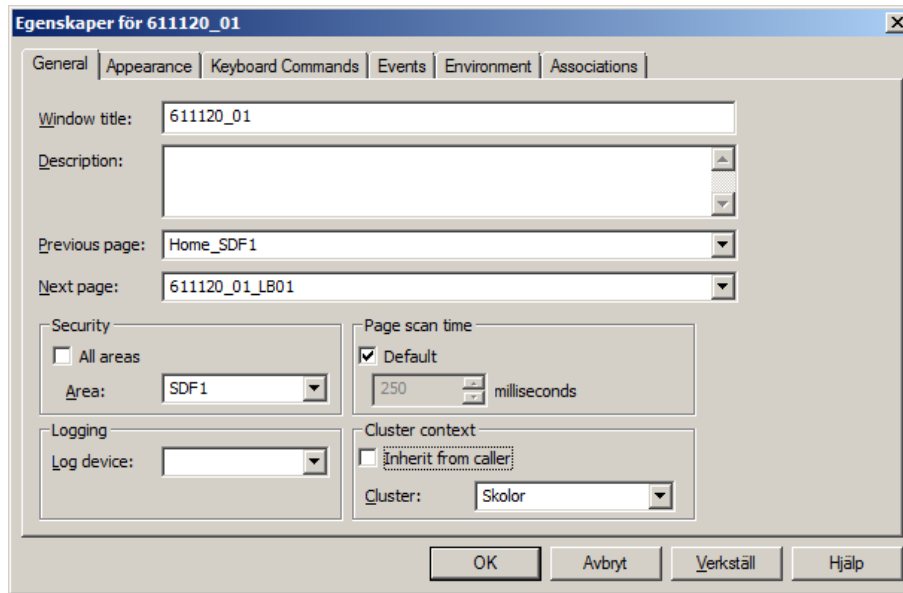 Egenskaper för 611120_01
General Appearance Keyboard Commands Events Environment Associations
Window title: 611120_01
Description:
Previous page: Home_SDF1
Next page: 611120_01_LB01
Security
All areas
Area: SDF1
Page scan time
Default
250 milliseconds
Logging
Log device:
Cluster context
Inherit from caller
Cluster: Skolor
OK Avbryt Verkställ Hjälp